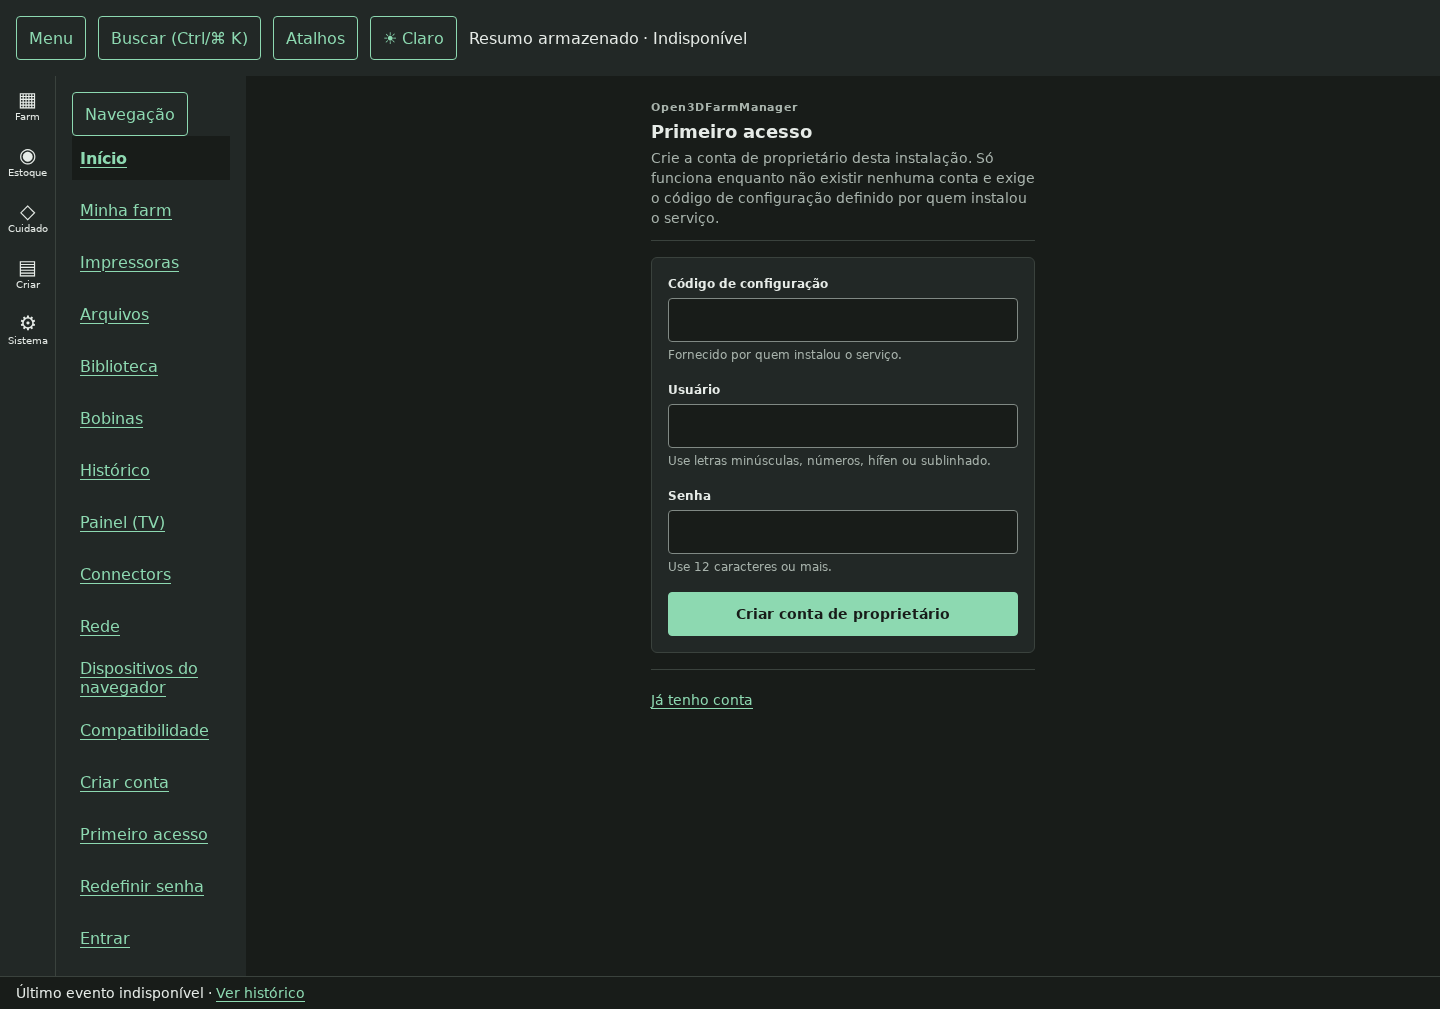 Menu
Buscar (Ctrl/⌘ K)
Atalhos
☀ Claro
Resumo armazenado · Indisponível
Farm
Estoque
Cuidado
Criar
Sistema
Navegação
Início
Minha farm
Impressoras
Arquivos
Biblioteca
Bobinas
Histórico
Painel (TV)
Connectors
Rede
Dispositivos do
navegador
Compatibilidade
Criar conta
Primeiro acesso
Redefinir senha
Entrar
Open3DFarmManager
Primeiro acesso
Crie a conta de proprietário desta instalação. Só
funciona enquanto não existir nenhuma conta e exige
o código de configuração definido por quem instalou
o serviço.
Código de configuração
Fornecido por quem instalou o serviço.
Usuário
Use letras minúsculas, números, hífen ou sublinhado.
Senha
Use 12 caracteres ou mais.
Criar conta de proprietário
Já tenho conta
Último evento indisponível · Ver histórico